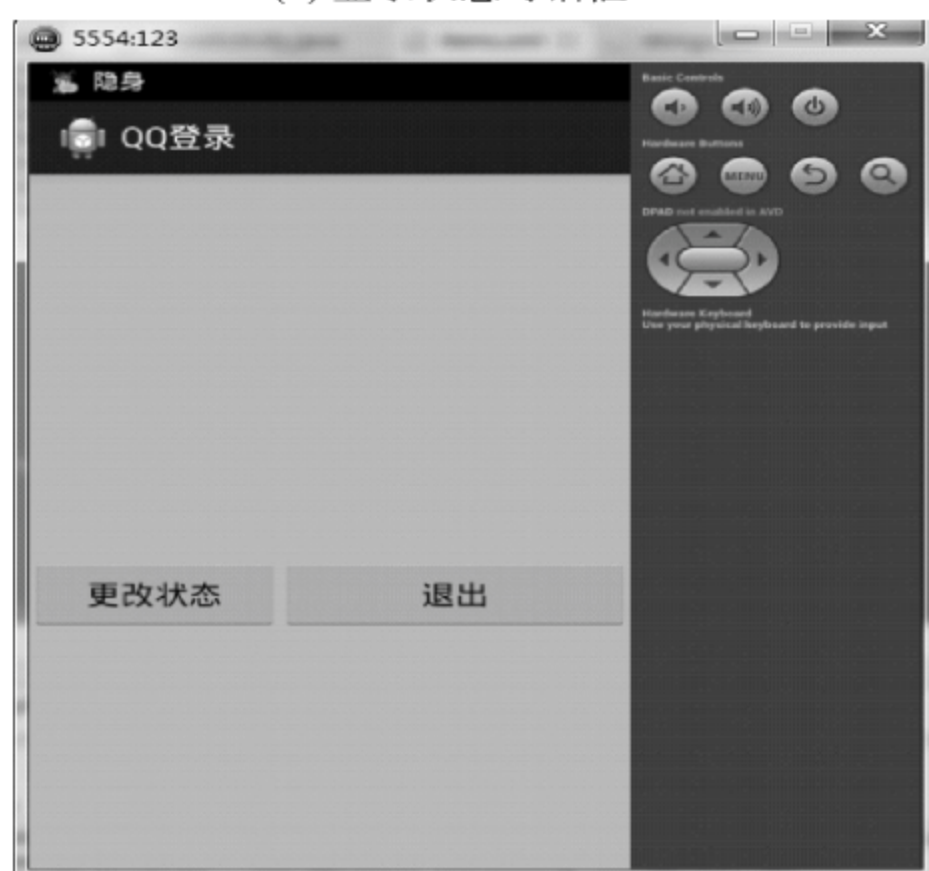 5554:123
隐身
QQ登录
更改状态
退出
Basic Controls
Hardware Buttons
MENU
DPAD not enabled in AVD
Hardware Keyboard
Use your physical keyboard to provide input